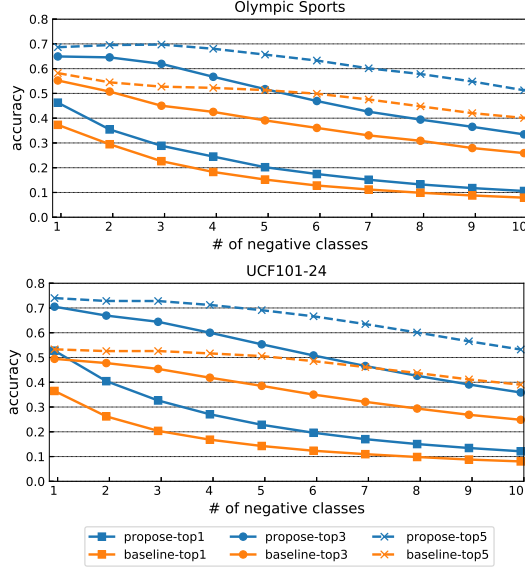 Olympic Sports
0.8
0.7
0.6
0.5
0.4
0.3
0.2
0.1
0.0
accuracy
1 2 3 4 5 6 7 8 9 10
# of negative classes
UCF101-24
0.8
0.7
0.6
0.5
0.4
0.3
0.2
0.1
0.0
accuracy
1 2 3 4 5 6 7 8 9 10
# of negative classes
propose-top1 propose-top3 propose-top5
baseline-top1 baseline-top3 baseline-top5